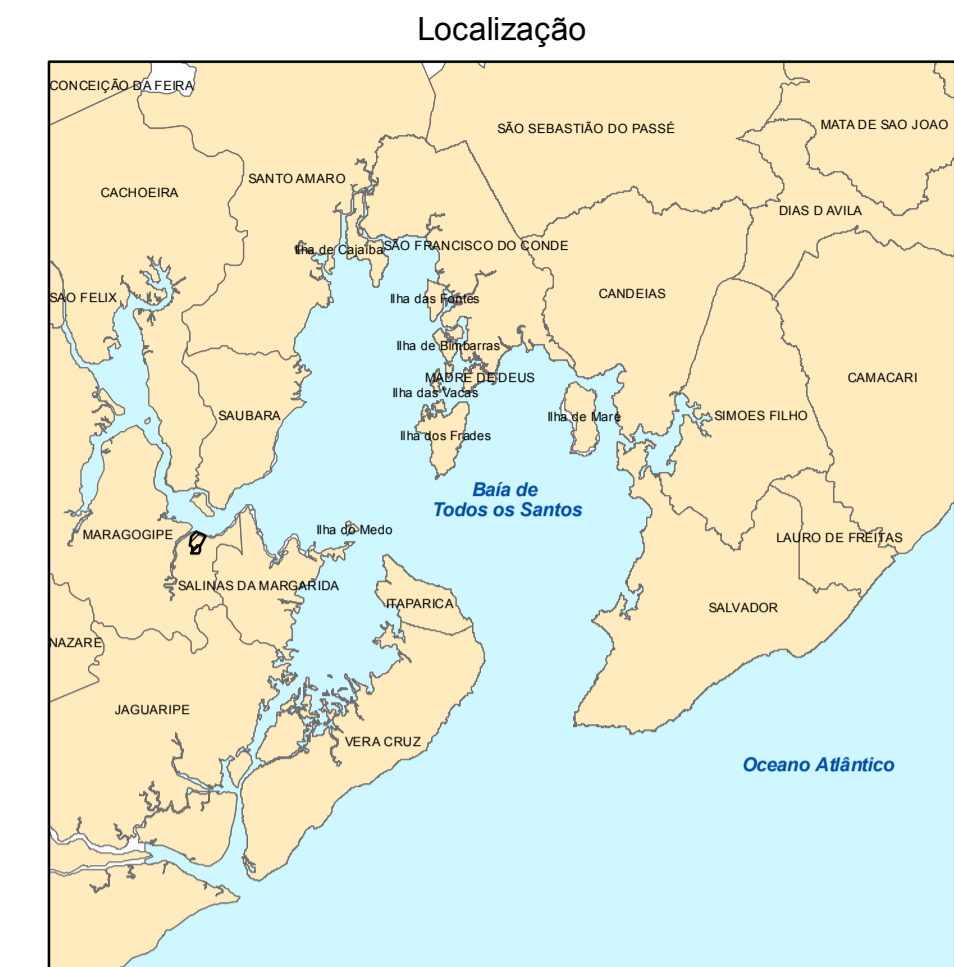 Localização
CONCEIÇÃO DA FEIRA
SÃO SEBASTIÃO DO PASSÉ
MATA DE SAO JOAO
SANTO AMARO
CACHOEIRA
DIAS D AVILA
SÃO FRANCISCO DO CONDE
Ilha de Cajaíba
SAO FELIX
Ilha das Fontes
CANDEIAS
Ilha de Bimbarras
MADRE DE DEUS
CAMACARI
Ilha das Vacas
SAUBARA
Ilha de Maré
SIMOES FILHO
Ilha dos Frades
Baía de
Todos os Santos
Ilha do Medo
MARAGOGIPE
LAURO DE FREITAS
SALINAS DA MARGARIDA
ITAPARICA
SALVADOR
NAZARE
JAGUARIPE
VERA CRUZ
Oceano Atlântico